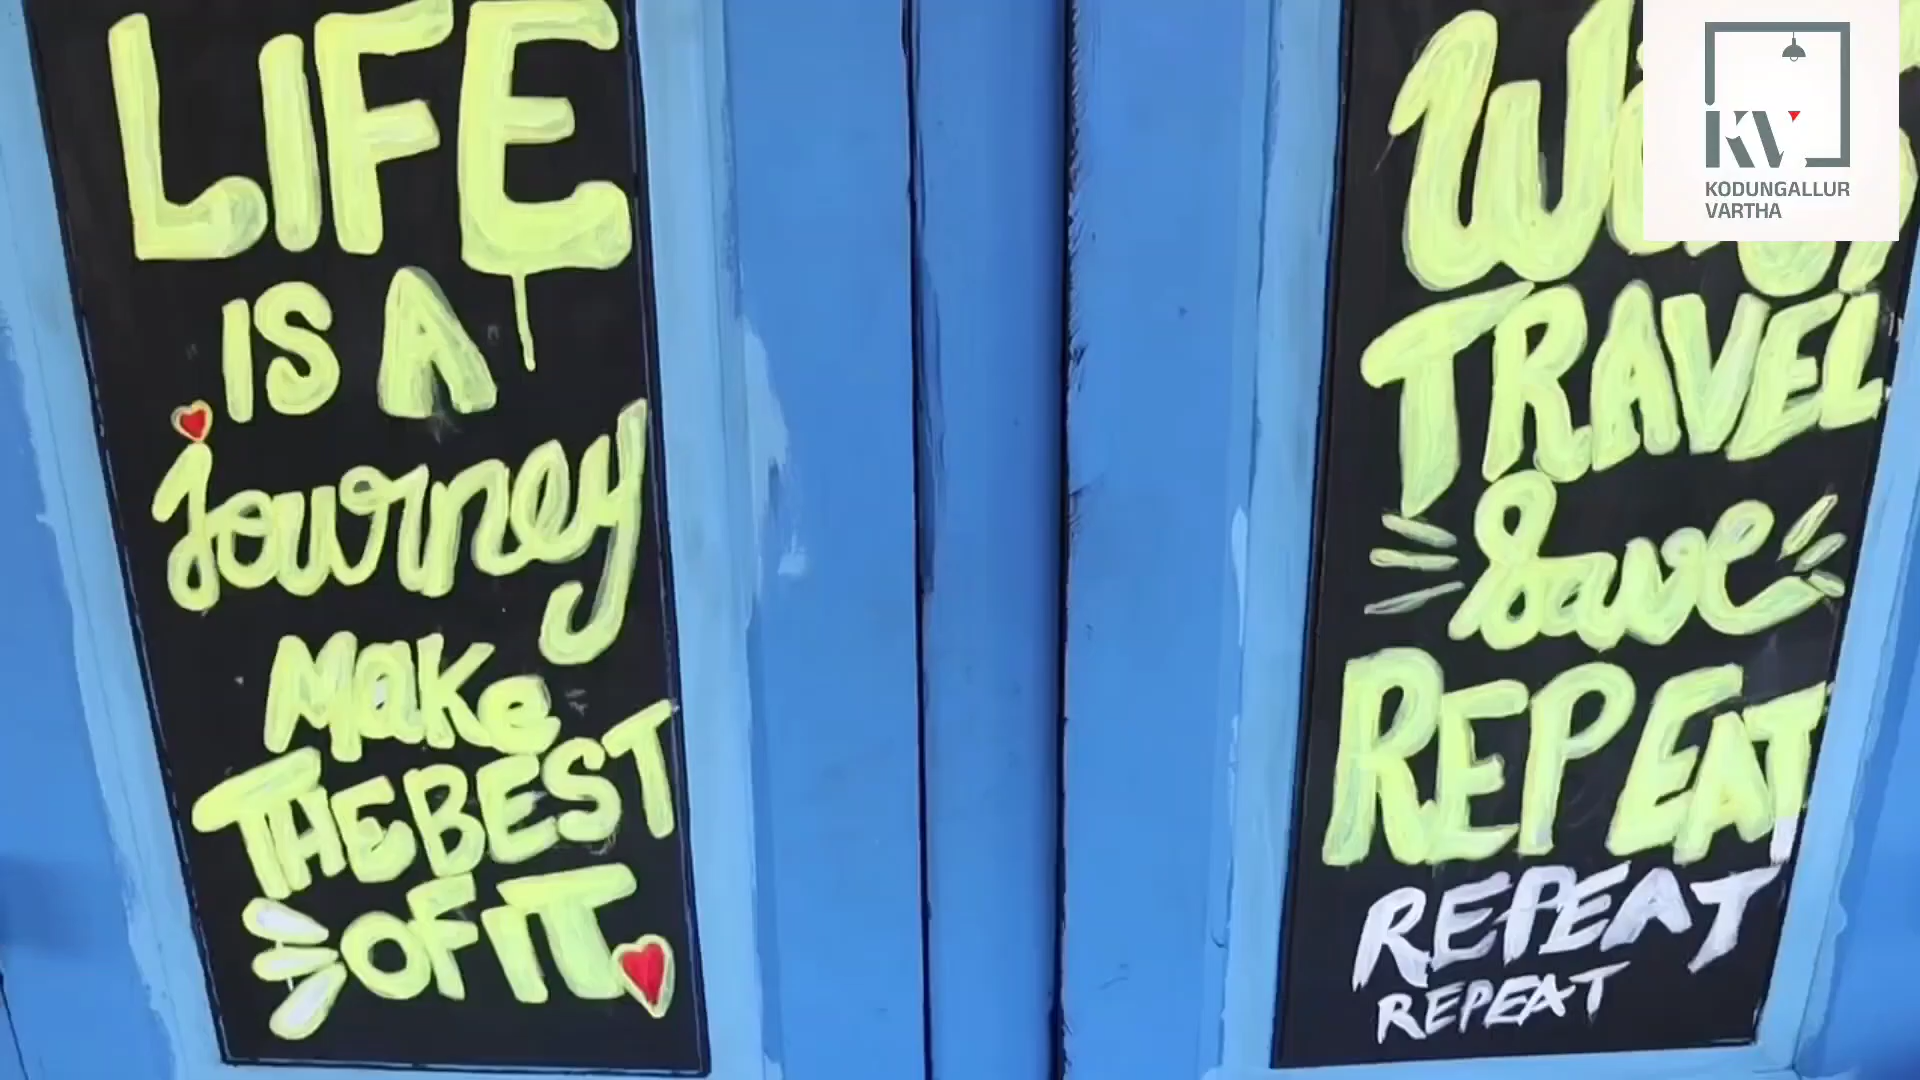 LIFE
IS A
journey
Make
THE BEST
OF IT
TRAVEL
Save
REPEAT
REPEAT
REPEAT
KV
KODUNGALLUR
VARTHA